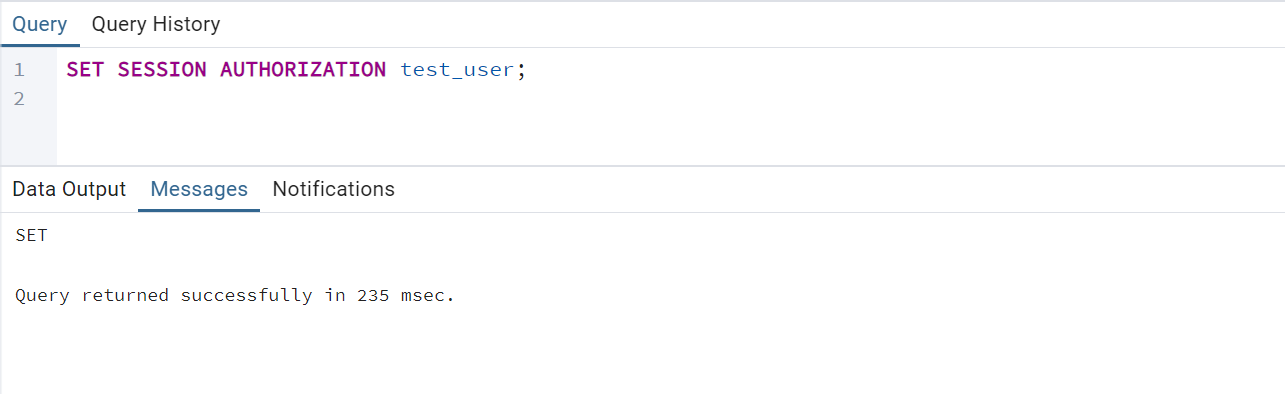 Query Query History
1 SET SESSION AUTHORIZATION test_user;
2
Data Output Messages Notifications
SET
Query returned successfully in 235 msec.